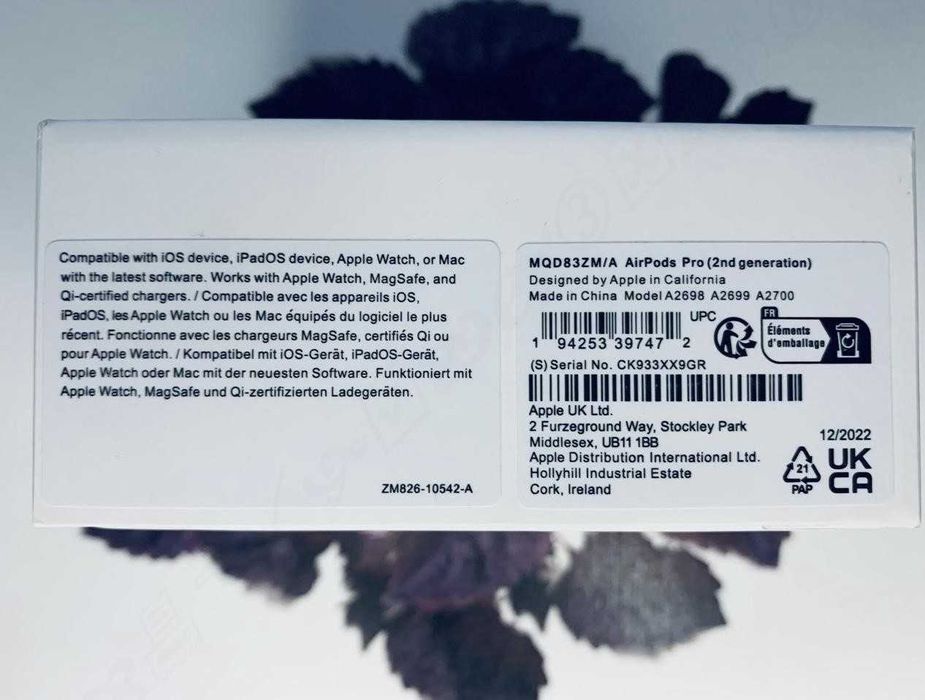 Compatible with iOS device, iPadOS device, Apple Watch, or Mac
with the latest software. Works with Apple Watch, MagSafe, and
Qi-certified chargers. / Compatible avec les appareils iOS,
iPadOS, les Apple Watch ou les Mac équipés du logiciel le plus
récent. Fonctionne avec les chargeurs MagSafe, certifiés Qi ou
pour Apple Watch. / Kompatibel mit iOS-Gerät, iPadOS-Gerät,
Apple Watch oder Mac mit der neuesten Software. Funktioniert mit
Apple Watch, MagSafe und Qi-zertifizierten Ladegeräten.
ZM826-10542-A
MQD83ZM/A AirPods Pro (2nd generation)
Designed by Apple in California
Made in China Model A2698 A2699 A2700
UPC
1 94253 39747 2
FR
Éléments
d'emballage
(S) Serial No. CK933XX9GR
Apple UK Ltd.
2 Furzeground Way, Stockley Park
Middlesex, UB11 1BB
Apple Distribution International Ltd.
Hollyhill Industrial Estate
Cork, Ireland
12/2022
21
PAP
UK
CA